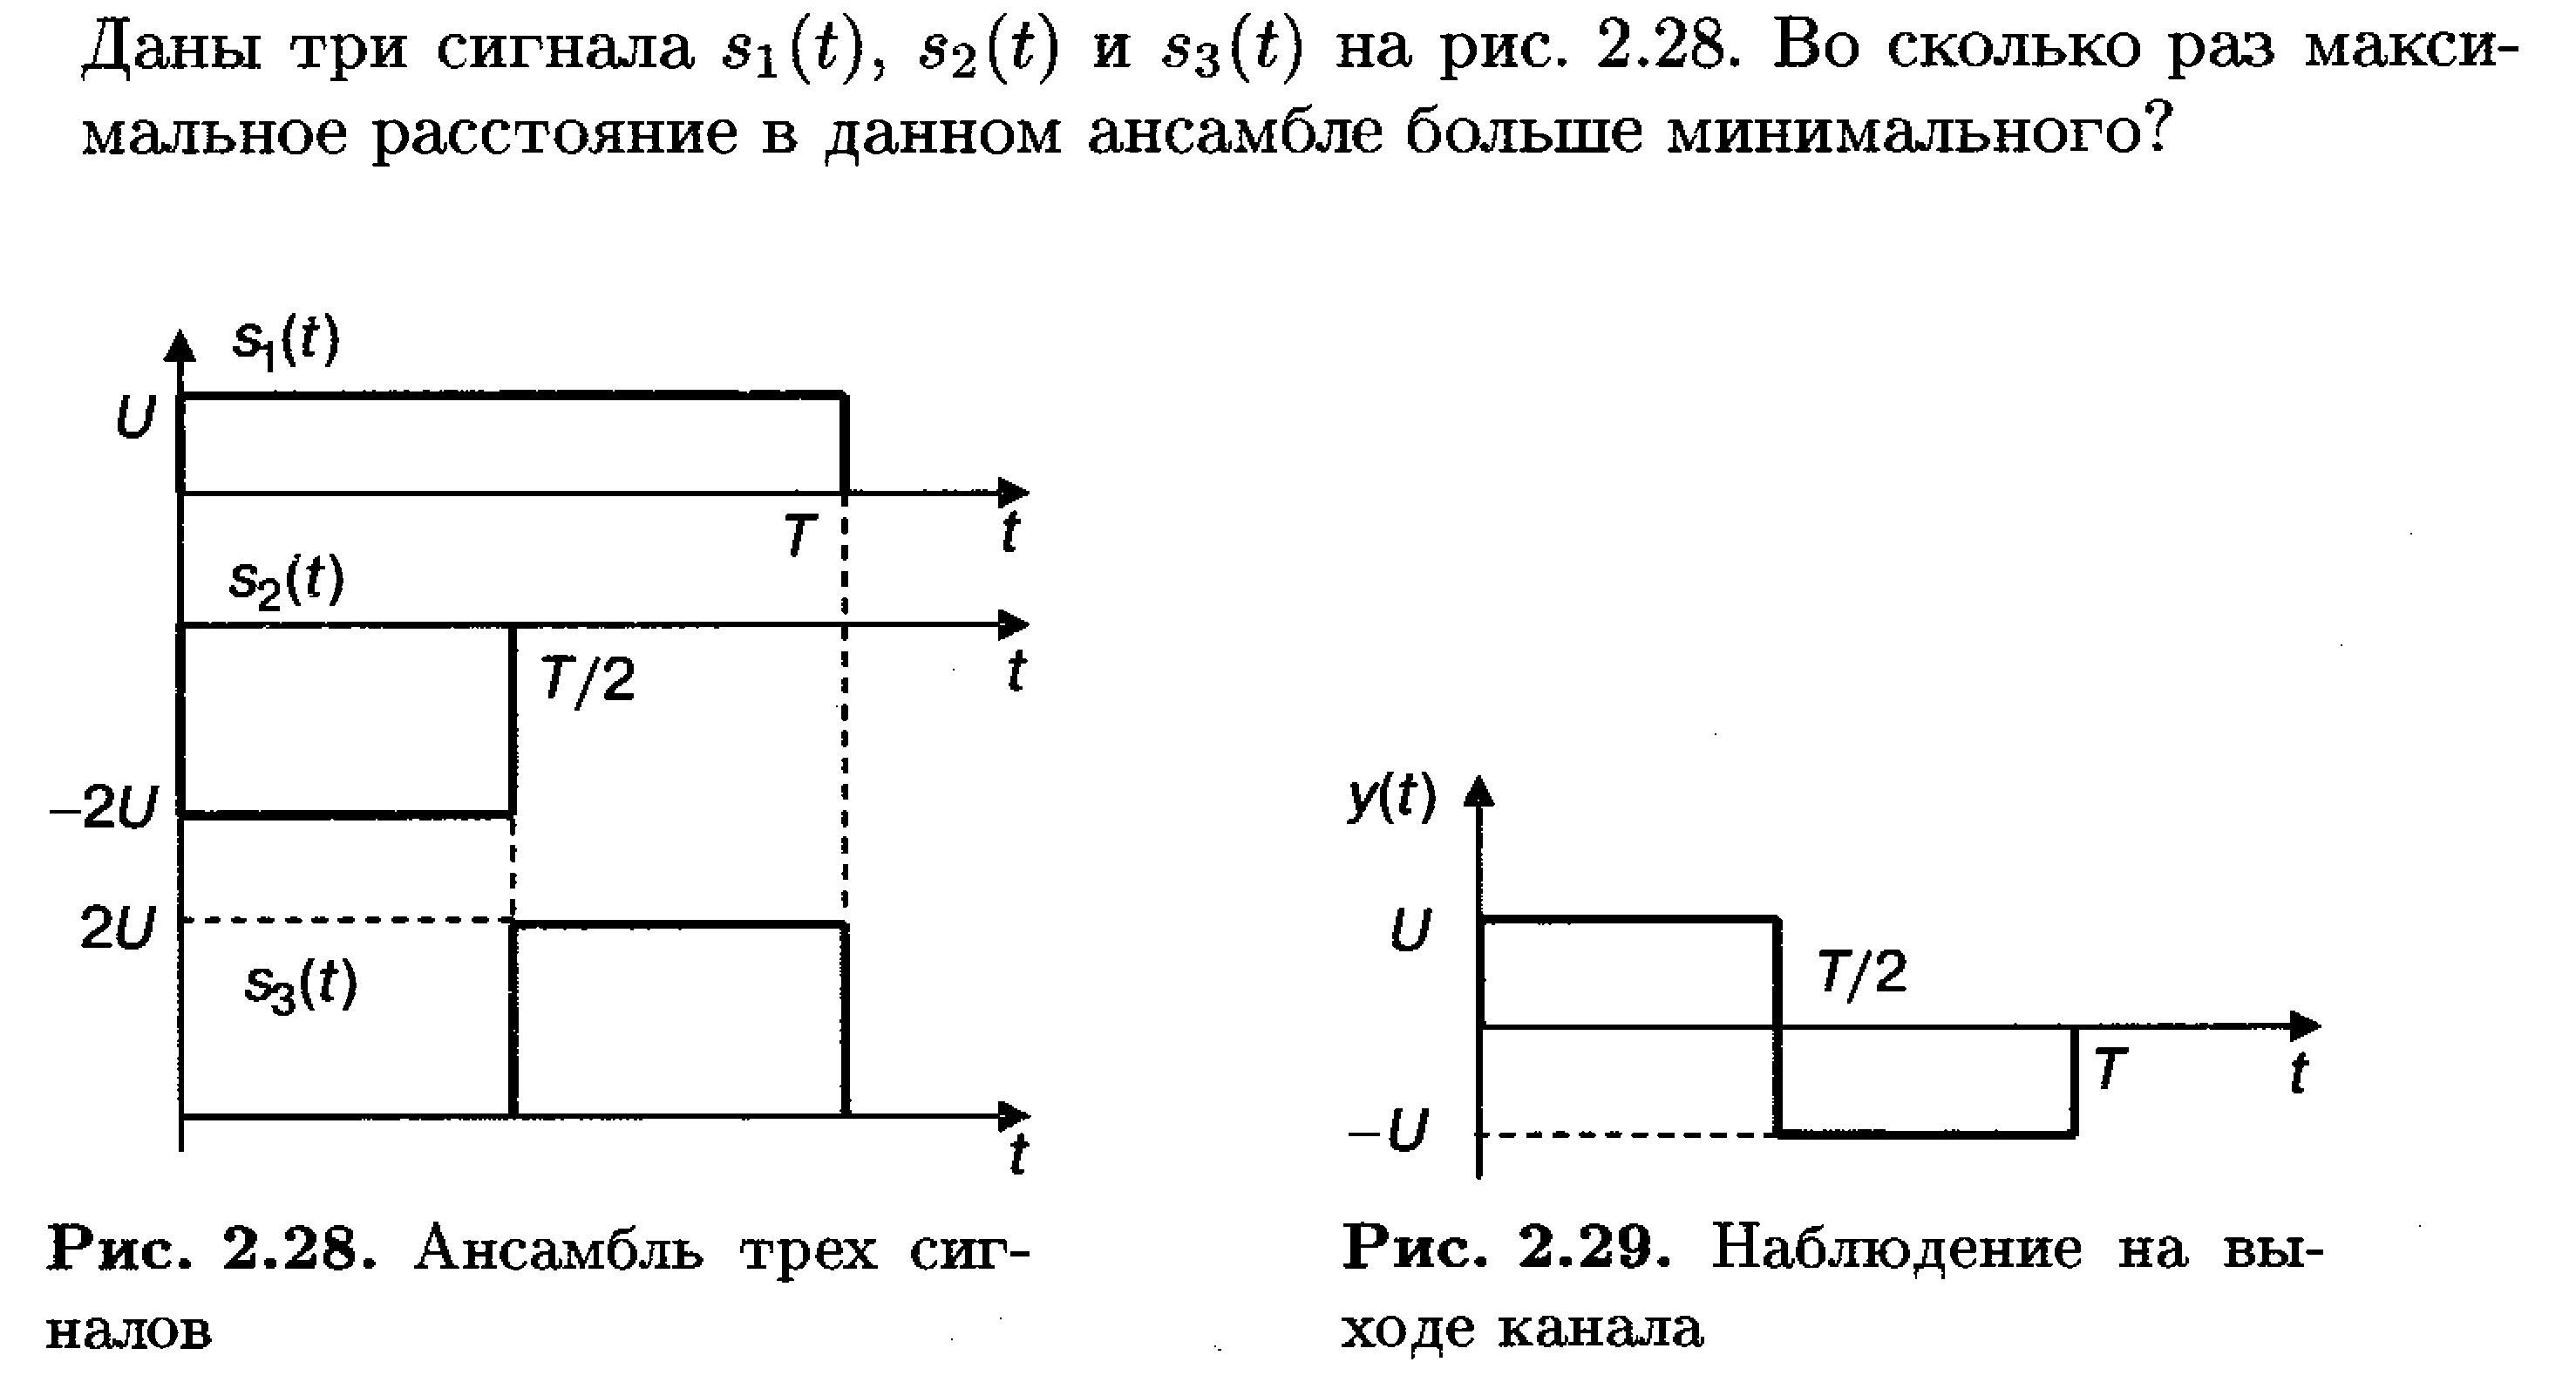 Даны три сигнала s₁(t), s₂(t) и s₃(t) на рис. 2.28. Во сколько раз макси-
мальное расстояние в данном ансамбле больше минимального?
s₁(t)
U
T
t
s₂(t)
T/2
t
−2U
2U
s₃(t)
t
Рис. 2.28. Ансамбль трех сиг-
налов
y(t)
U
T/2
T
t
−U
Рис. 2.29. Наблюдение на вы-
ходе канала